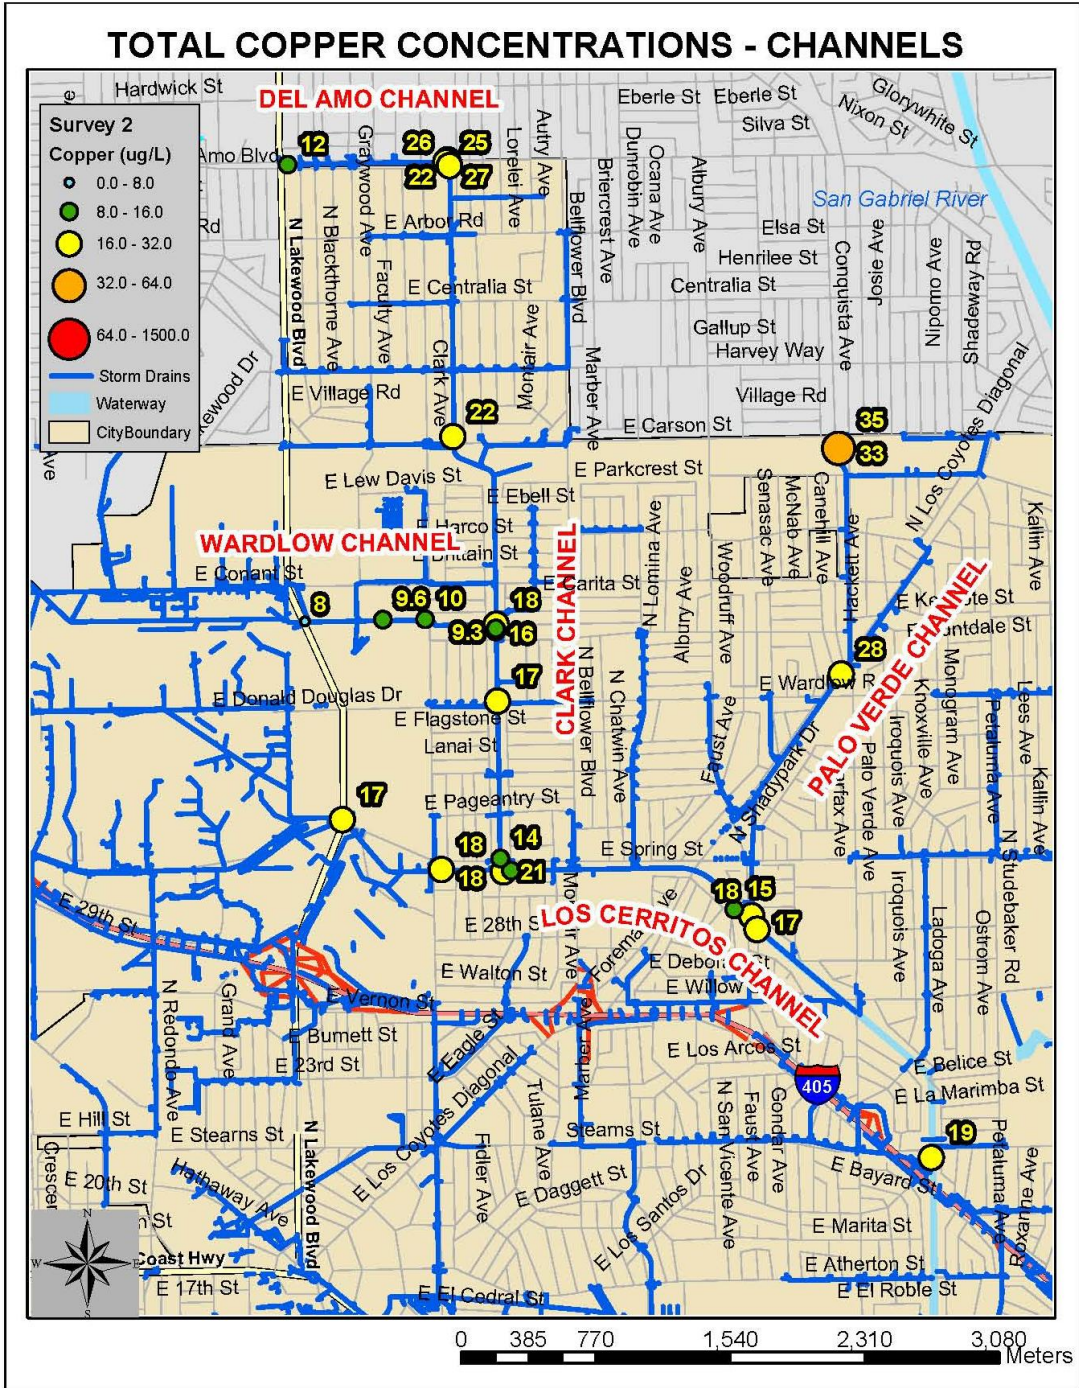 TOTAL COPPER CONCENTRATIONS - CHANNELS
Hardwick St
DEL AMO CHANNEL
Eberle St
Eberle St
Silva St
Nixon St
Glorywhite St
Survey 2
Copper (ug/L)
0.0 - 8.0
8.0 - 16.0
16.0 - 32.0
32.0 - 64.0
64.0 - 1500.0
Storm Drains
Waterway
CityBoundary
Amo Blvd
12
26
25
22
27
Graywood Ave
Lorelei Ave
Autry Ave
Bellflower Blvd
Briercrest Ave
Dunrobin Ave
Ocana Ave
Albury Ave
San Gabriel River
Rd
N Lakewood Blvd
N Blackthorne Ave
E Arbor Rd
Faculty Ave
E Centralia St
Elsa St
Henrilee St
Centralia St
Gallup St
Harvey Way
Village Rd
Conquista Ave
Josie Ave
Nipomo Ave
Shadeway Rd
Clark Ave
Montair Ave
Marber Ave
E Village Rd
22
E Carson St
35
33
N Los Coyotes Diagonal
Ave
E Lew Davis St
E Parkcrest St
E Ebell St
E Harco St
WARDLOW CHANNEL
E Brittain St
CLARK CHANNEL
E Conant St
E Carita St
N Lomina Ave
Albury Ave
Woodruff Ave
Senasac Ave
McNab Ave
Canehill Ave
Hackett Ave
Kallin Ave
8
9.6
10
18
9.3
16
17
28
PALO VERDE CHANNEL
E Wardlow R
E Donald Douglas Dr
E Flagstone St
Lanai St
N Bellflower Blvd
N Chatwin Ave
Faust Ave
N Shadypark Dr
Palo Verde Ave
Iroquois Ave
Knoxville Ave
Monogram Ave
Petaluma Ave
Lees Ave
Kallin Ave
17
E Pageantry St
E Spring St
18
14
18
21
18
15
17
N Studebaker Rd
E 29th St
E 28th S
LOS CERRITOS CHANNEL
E Walton St
E Willow
Iroquois Ave
Ladoga Ave
Ostrom Ave
N Redondo Ave
Grand Ave
E Vernon St
E Burnett St
E 23rd St
E Eagle St
E Los Coyotes Diagonal
E Los Arcos St
405
E Belice St
E La Marimba St
E Hill St
E Stearns St
Tulane Ave
Fidler Ave
N San Vicente Ave
Faust Ave
Gondar Ave
19
Crescen
E 20th St
Hathaway Ave
N Lakewood Blvd
E Daggett St
E Los Santos Dr
E Bayard St
Petaluma Ave
Roxanne Ave
E Marita St
Coast Hwy
E 17th St
E Atherton St
E El Roble St
E El Cedral St
N
W
E
S
0 385 770 1,540 2,310 3,080
Meters